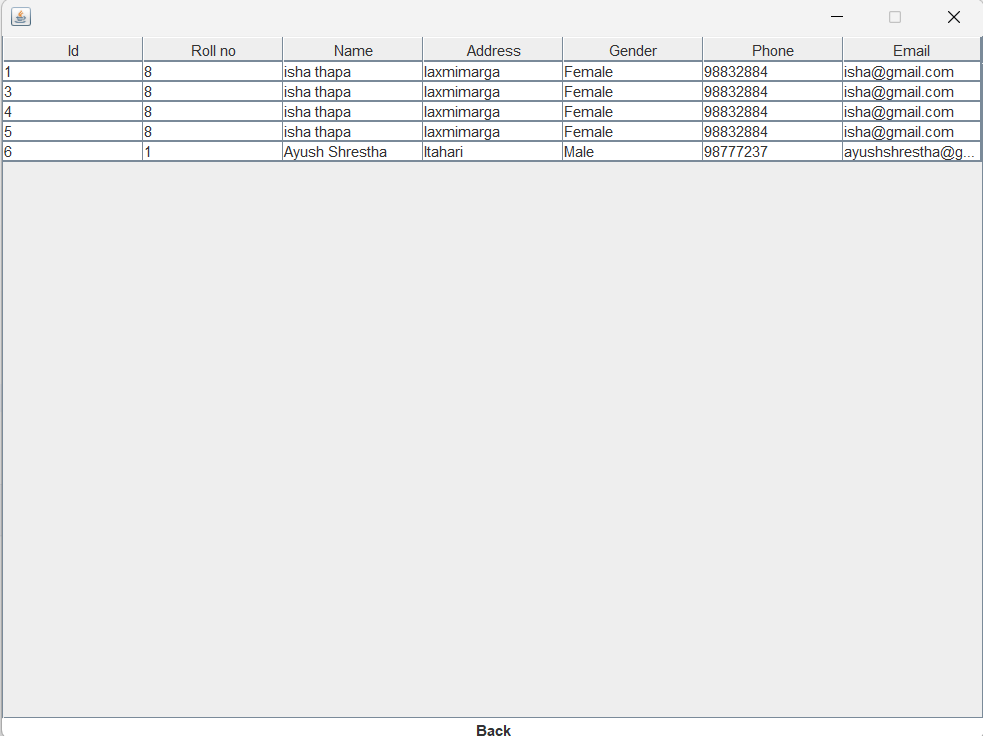 Id Roll no Name Address Gender Phone Email
1 8 isha thapa laxmimarga Female 98832884 isha@gmail.com
3 8 isha thapa laxmimarga Female 98832884 isha@gmail.com
4 8 isha thapa laxmimarga Female 98832884 isha@gmail.com
5 8 isha thapa laxmimarga Female 98832884 isha@gmail.com
6 1 Ayush Shrestha Itahari Male 98777237 ayushshrestha@g...
Back